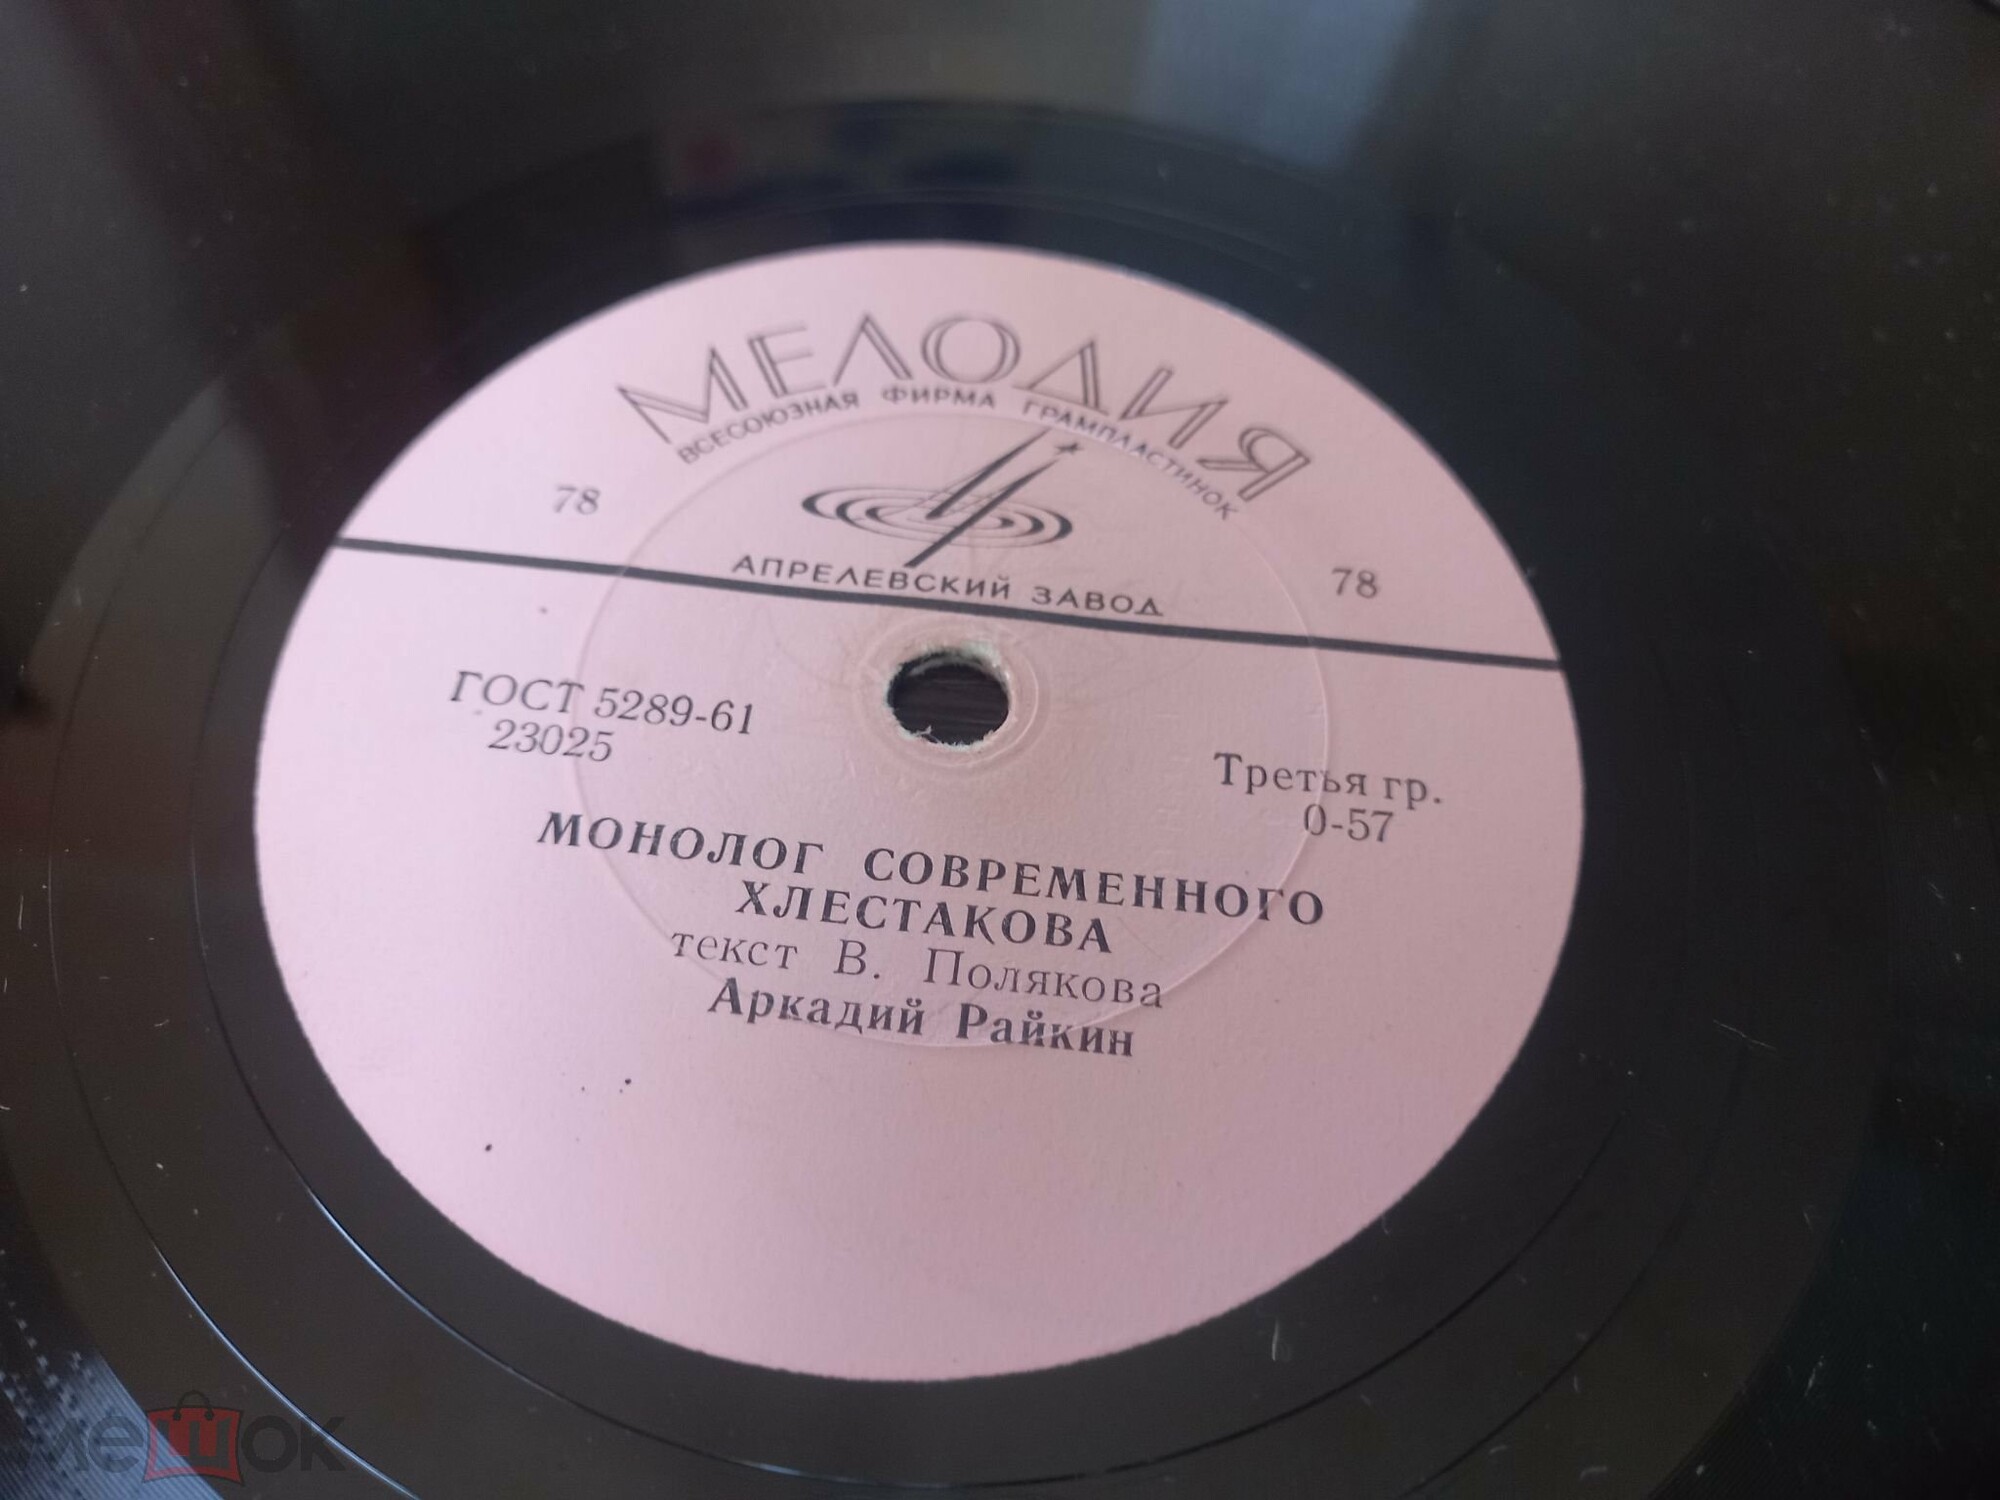 МЕЛОДИЯ
ВСЕСОЮЗНАЯ ФИРМА ГРАМПЛАСТИНОК
78
78
АПРЕЛЕВСКИЙ ЗАВОД
ГОСТ 5289-61
23025
Третья гр.
0-57
МОНОЛОГ СОВРЕМЕННОГО
ХЛЕСТАКОВА
текст В. Полякова
Аркадий Райкин
мешок